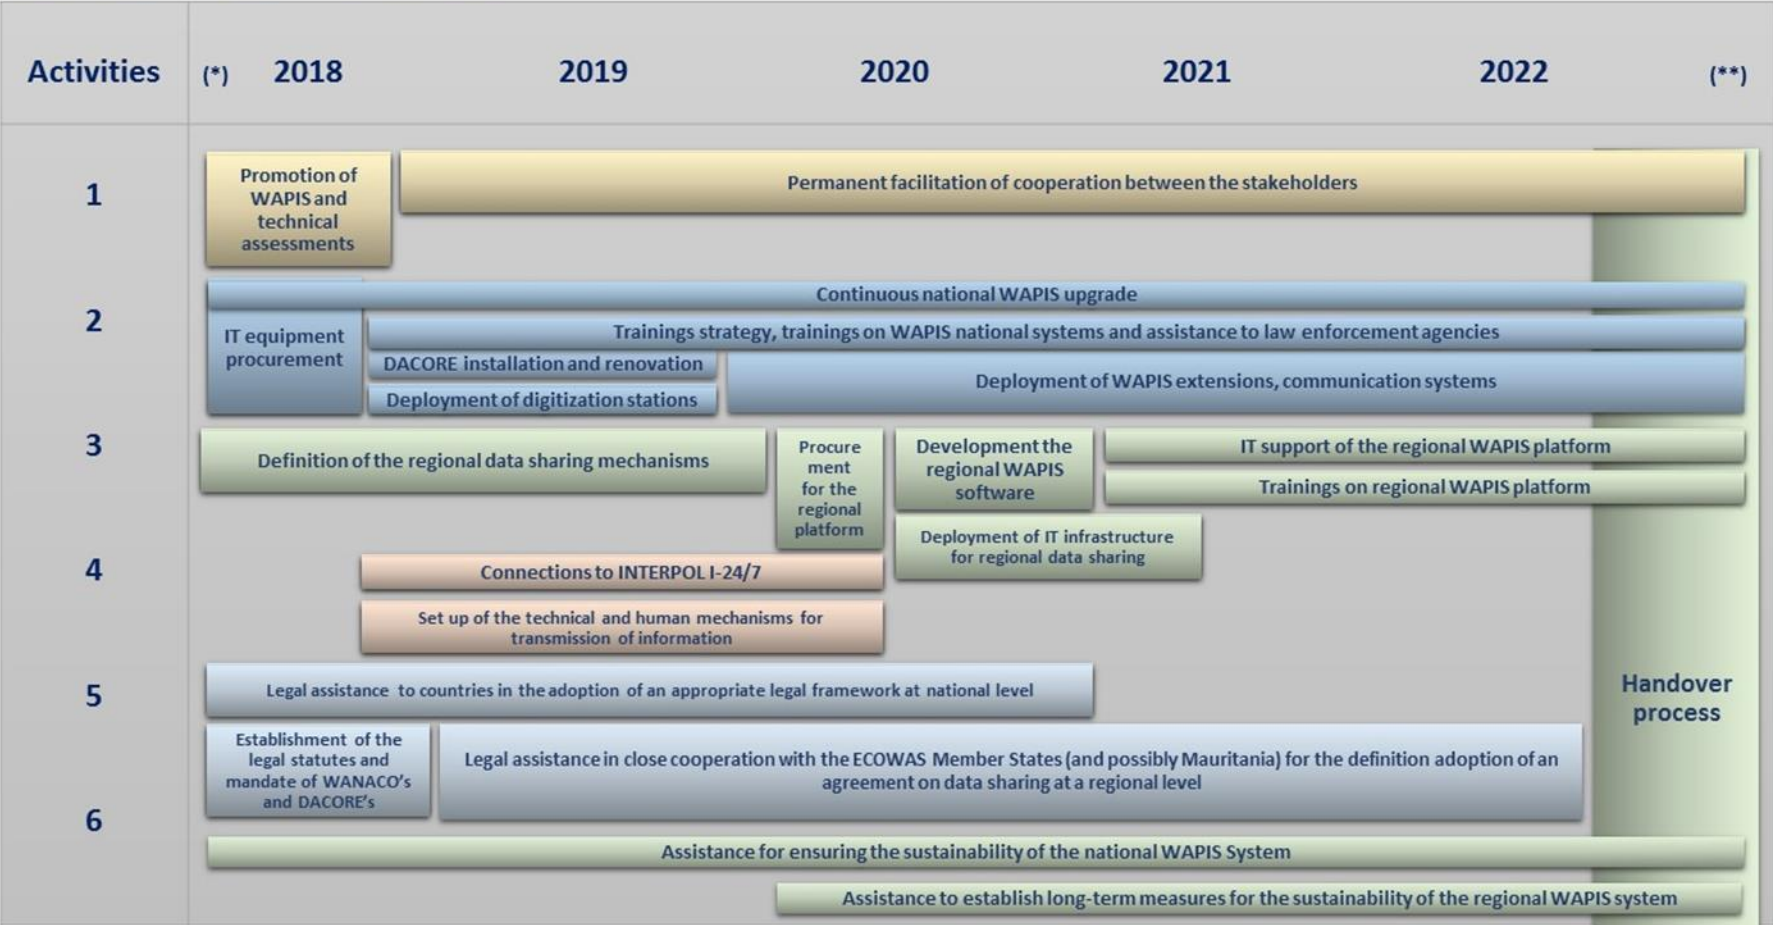 Activities (*) 2018 2019 2020 2021 2022 (**)
1
Promotion of
WAPIS and
technical
assessments
Permanent facilitation of cooperation between the stakeholders
2
Continuous national WAPIS upgrade
IT equipment
procurement
Trainings strategy, trainings on WAPIS national systems and assistance to law enforcement agencies
DACORE installation and renovation
Deployment of digitization stations
Deployment of WAPIS extensions, communication systems
3
Definition of the regional data sharing mechanisms
Procure
ment
for the
regional
platform
Development the
regional WAPIS
software
IT support of the regional WAPIS platform
Trainings on regional WAPIS platform
Deployment of IT infrastructure
for regional data sharing
4
Connections to INTERPOL I-24/7
Set up of the technical and human mechanisms for
transmission of information
5
Legal assistance to countries in the adoption of an appropriate legal framework at national level
Handover
process
Establishment of the
legal statutes and
mandate of WANACO's
and DACORE's
Legal assistance in close cooperation with the ECOWAS Member States (and possibly Mauritania) for the definition adoption of an
agreement on data sharing at a regional level
6
Assistance for ensuring the sustainability of the national WAPIS System
Assistance to establish long-term measures for the sustainability of the regional WAPIS system